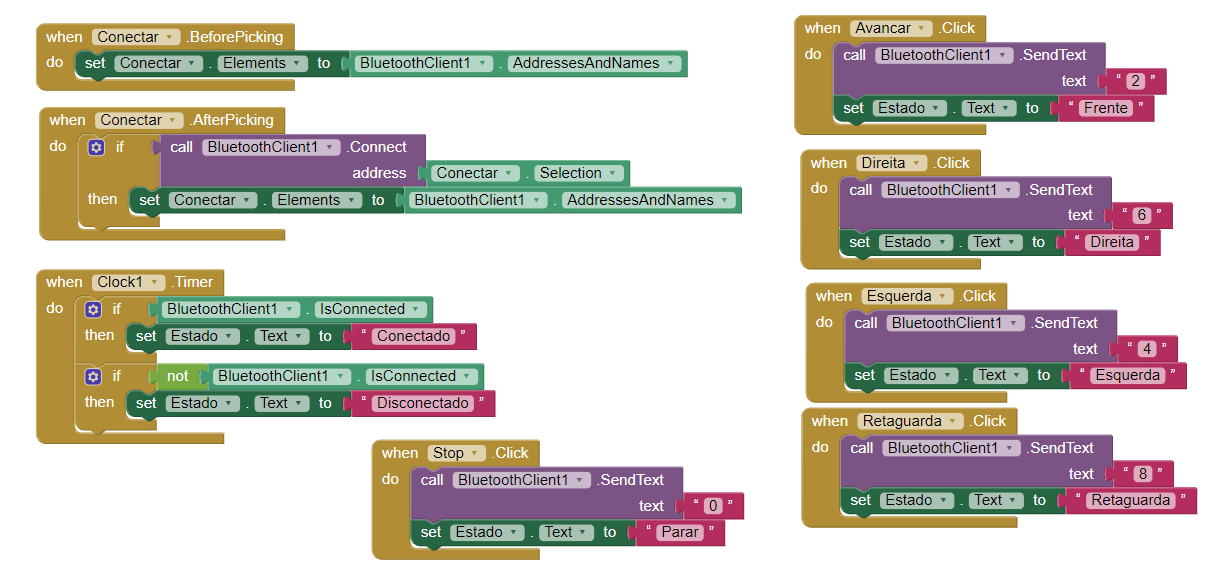 when Conectar .BeforePicking
do set Conectar . Elements to BluetoothClient1 . AddressesAndNames
when Conectar .AfterPicking
do if call BluetoothClient1 .Connect
address Conectar . Selection
then set Conectar . Elements to BluetoothClient1 . AddressesAndNames
when Clock1 .Timer
do if BluetoothClient1 . IsConnected
then set Estado . Text to “ Conectado ”
if not BluetoothClient1 . IsConnected
then set Estado . Text to “ Disconectado ”
when Stop .Click
do call BluetoothClient1 .SendText
text “ 0 ”
set Estado . Text to “ Parar ”
when Avancar .Click
do call BluetoothClient1 .SendText
text “ 2 ”
set Estado . Text to “ Frente ”
when Direita .Click
do call BluetoothClient1 .SendText
text “ 6 ”
set Estado . Text to “ Direita ”
when Esquerda .Click
do call BluetoothClient1 .SendText
text “ 4 ”
set Estado . Text to “ Esquerda ”
when Retaguarda .Click
do call BluetoothClient1 .SendText
text “ 8 ”
set Estado . Text to “ Retaguarda ”